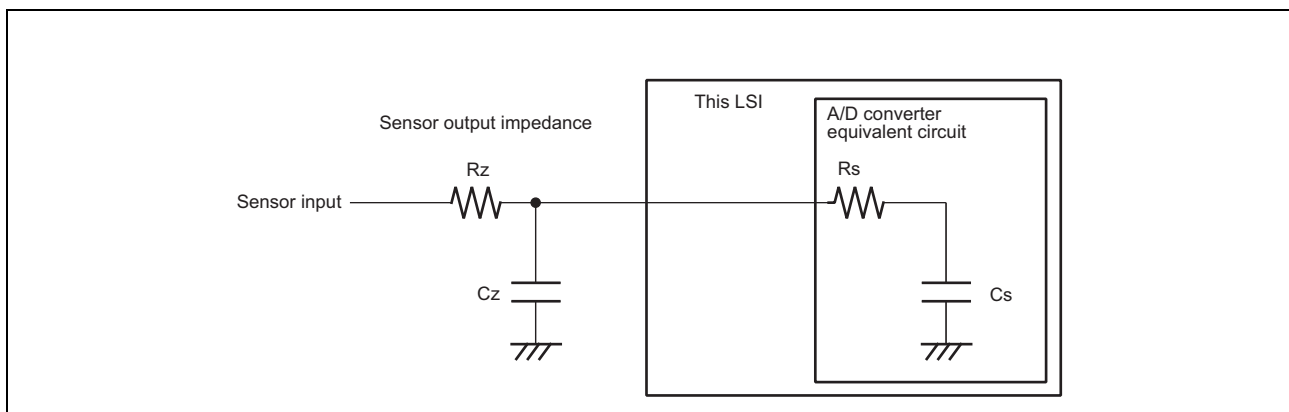 This LSI
A/D converter
equivalent circuit
Sensor output impedance
Rz
Rs
Sensor input
Cz
Cs